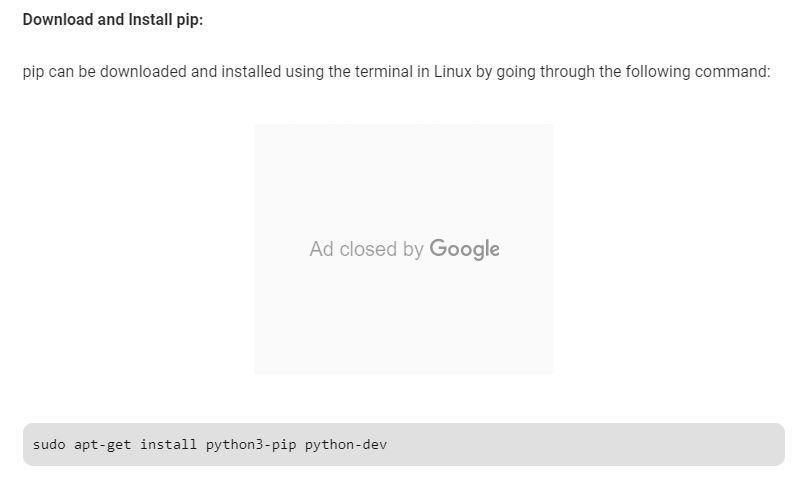 Download and Install pip:
pip can be downloaded and installed using the terminal in Linux by going through the following command:
Ad closed by Google
sudo apt-get install python3-pip python-dev